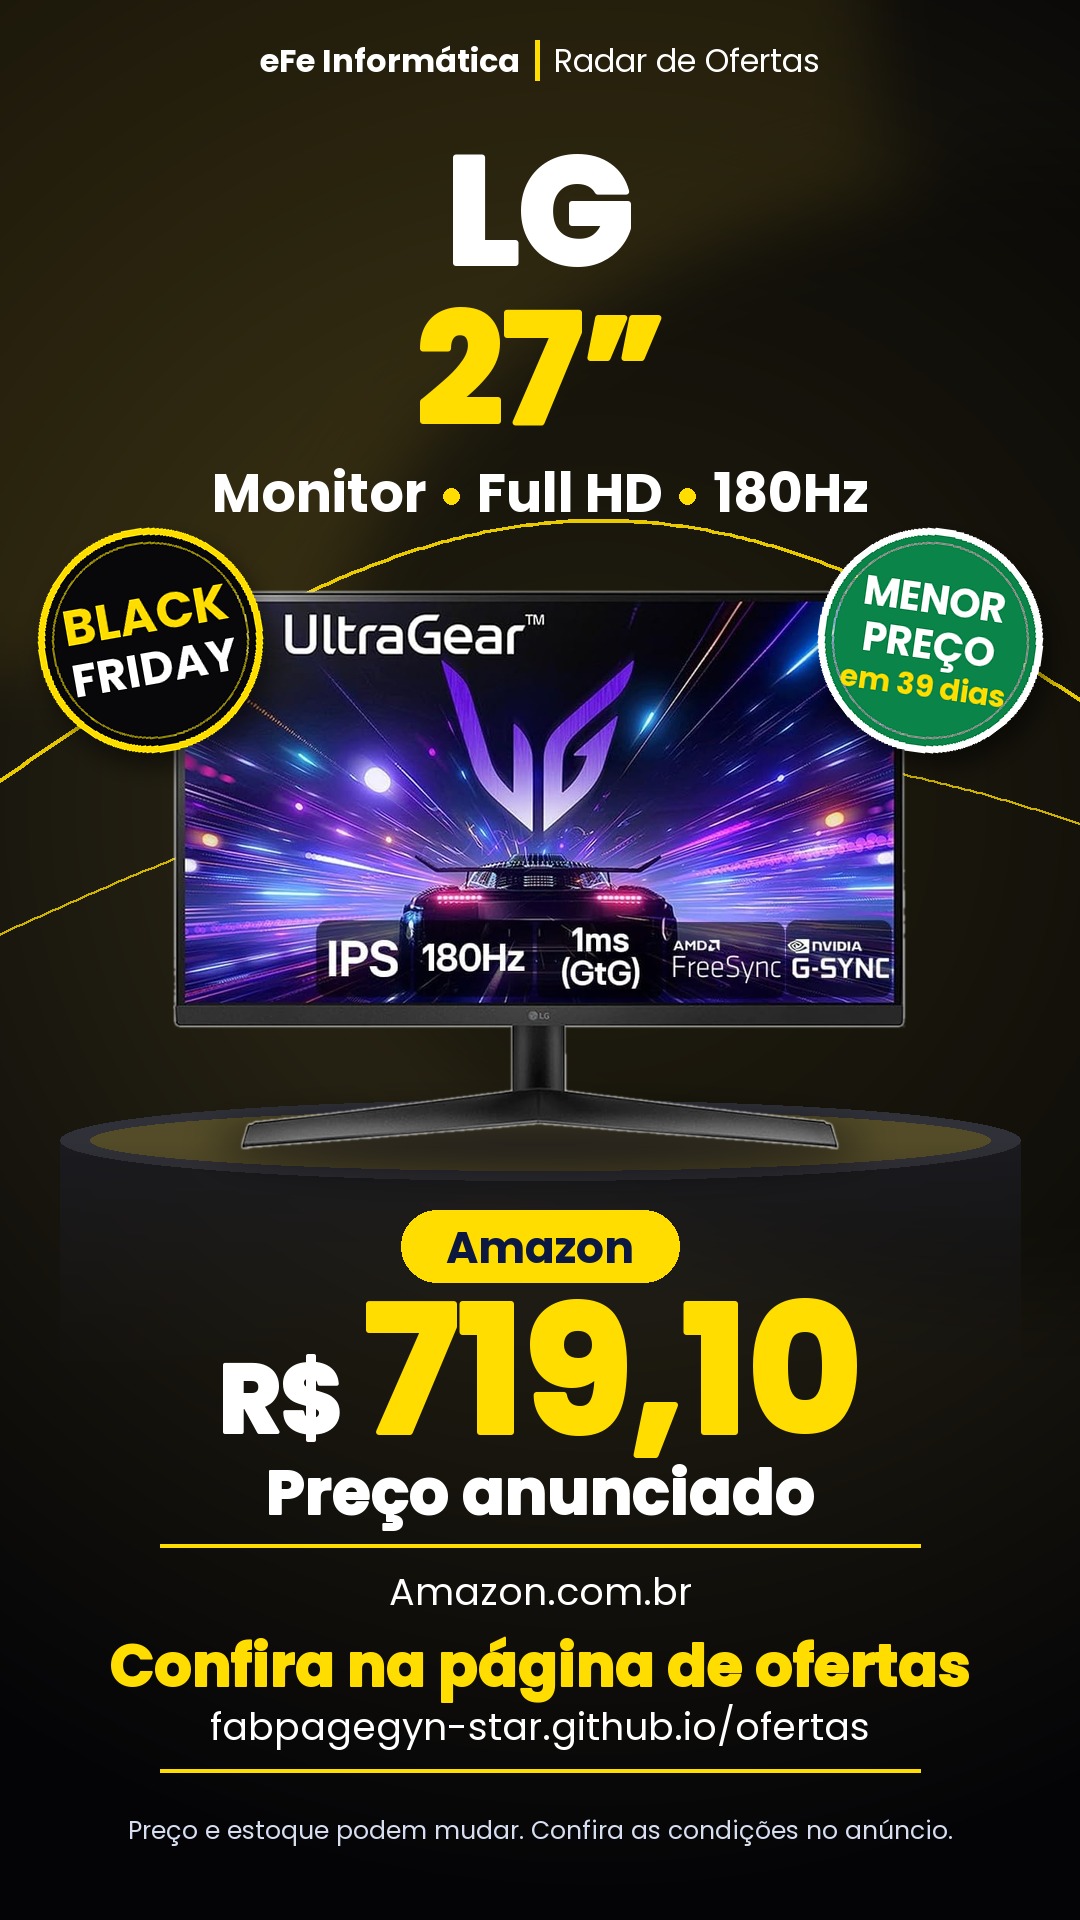 eFe Informática | Radar de Ofertas
LG
27”
Monitor • Full HD • 180Hz
BLACK
FRIDAY
MENOR
PREÇO
em 39 dias
UltraGear™
IPS
180Hz
1ms
(GtG)
AMD
FreeSync
NVIDIA
G-SYNC
LG
Amazon
R$ 719,10
Preço anunciado
Amazon.com.br
Confira na página de ofertas
fabpagegyn-star.github.io/ofertas
Preço e estoque podem mudar. Confira as condições no anúncio.